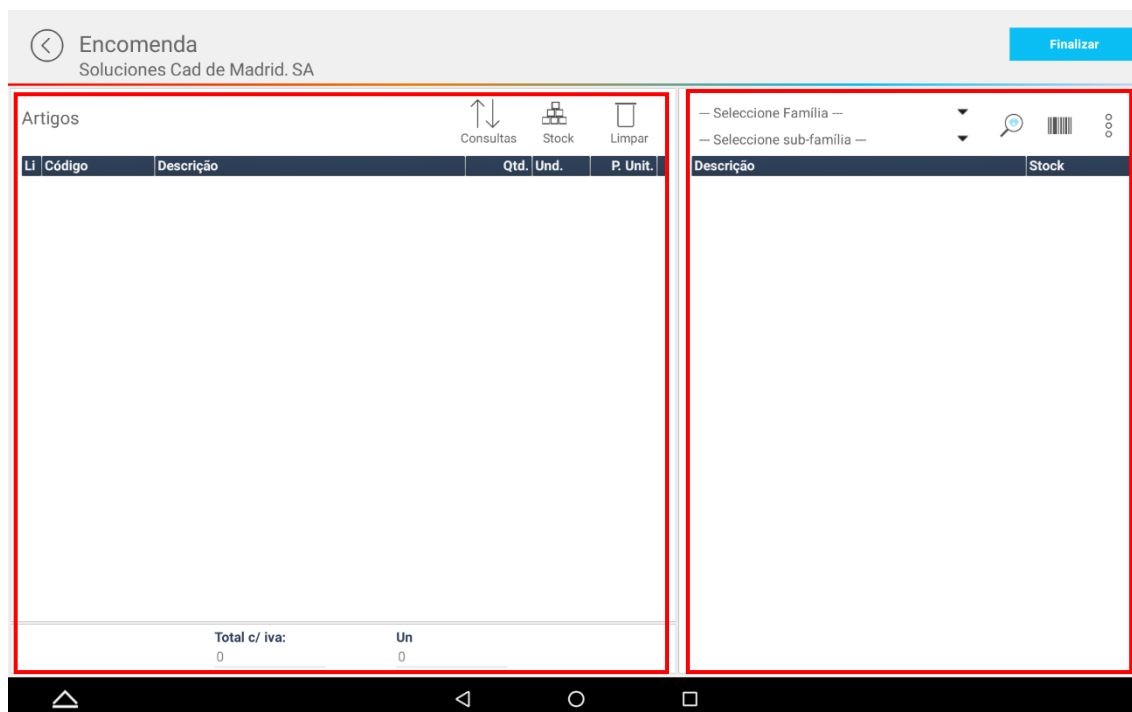 Encomenda
Soluciones Cad de Madrid. SA
Finalizar
Artigos
Consultas Stock Limpar
Li Código Descrição Qtd. Und. P. Unit.
Total c/ iva: Un
0 0
--- Seleccione Família ---
--- Seleccione sub-família ---
Descrição Stock